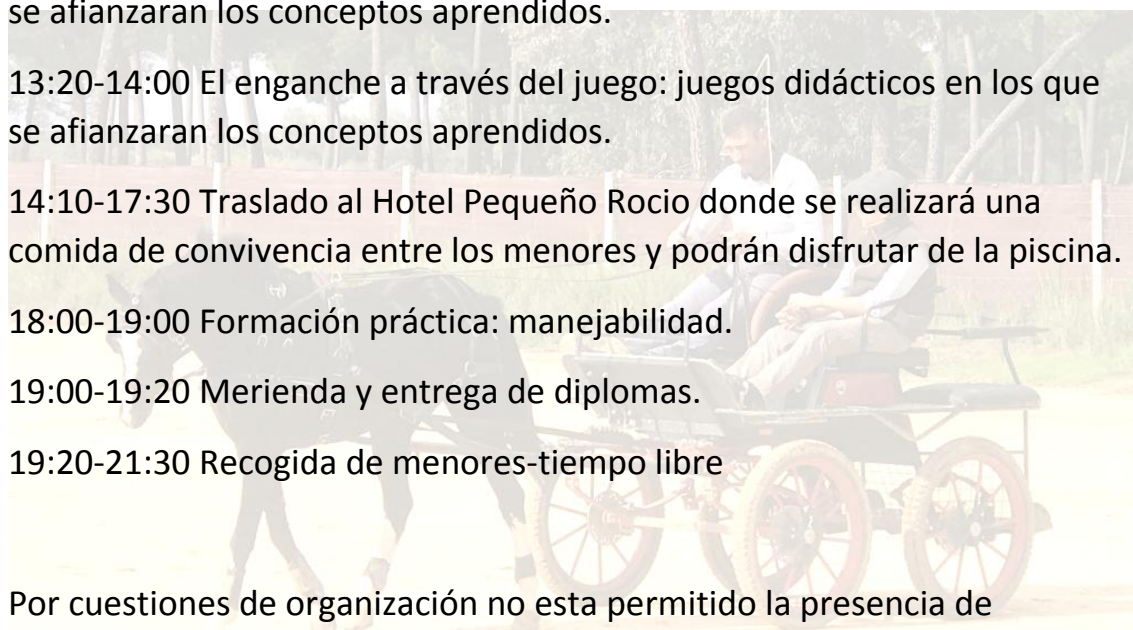 se afianzaran los conceptos aprendidos.
13:20-14:00 El enganche a través del juego: juegos didácticos en los que
se afianzaran los conceptos aprendidos.
14:10-17:30 Traslado al Hotel Pequeño Rocio donde se realizará una
comida de convivencia entre los menores y podrán disfrutar de la piscina.
18:00-19:00 Formación práctica: manejabilidad.
19:00-19:20 Merienda y entrega de diplomas.
19:20-21:30 Recogida de menores-tiempo libre
Por cuestiones de organización no esta permitido la presencia de